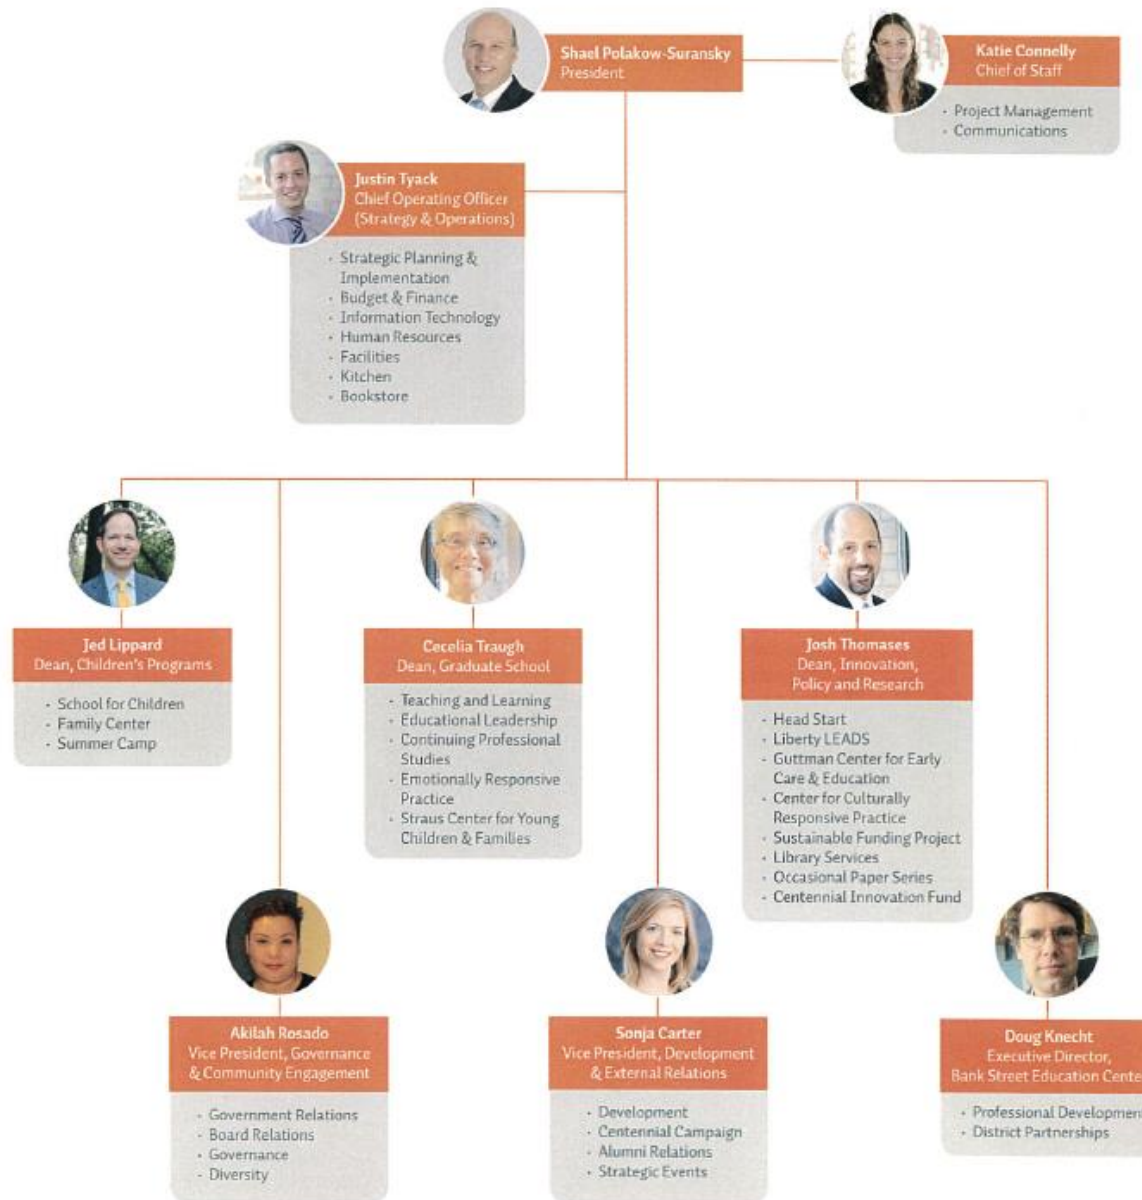 Shael Polakow-Suransky
President
Katie Connelly
Chief of Staff
· Project Management
· Communications
Justin Tyack
Chief Operating Officer
(Strategy & Operations)
· Strategic Planning &
Implementation
· Budget & Finance
· Information Technology
· Human Resources
· Facilities
· Kitchen
· Bookstore
Jed Lippard
Dean, Children's Programs
· School for Children
· Family Center
· Summer Camp
Cecelia Traugh
Dean, Graduate School
· Teaching and Learning
· Educational Leadership
· Continuing Professional
Studies
· Emotionally Responsive
Practice
· Straus Center for Young
Children & Families
Josh Thomases
Dean, Innovation,
Policy and Research
· Head Start
· Liberty LEADS
· Guttman Center for Early
Care & Education
· Center for Culturally
Responsive Practice
· Sustainable Funding Project
· Library Services
· Occasional Paper Series
· Centennial Innovation Fund
Akilah Rosado
Vice President, Governance
& Community Engagement
· Government Relations
· Board Relations
· Governance
· Diversity
Sonja Carter
Vice President, Development
& External Relations
· Development
· Centennial Campaign
· Alumni Relations
· Strategic Events
Doug Knecht
Executive Director,
Bank Street Education Center
· Professional Development
· District Partnerships